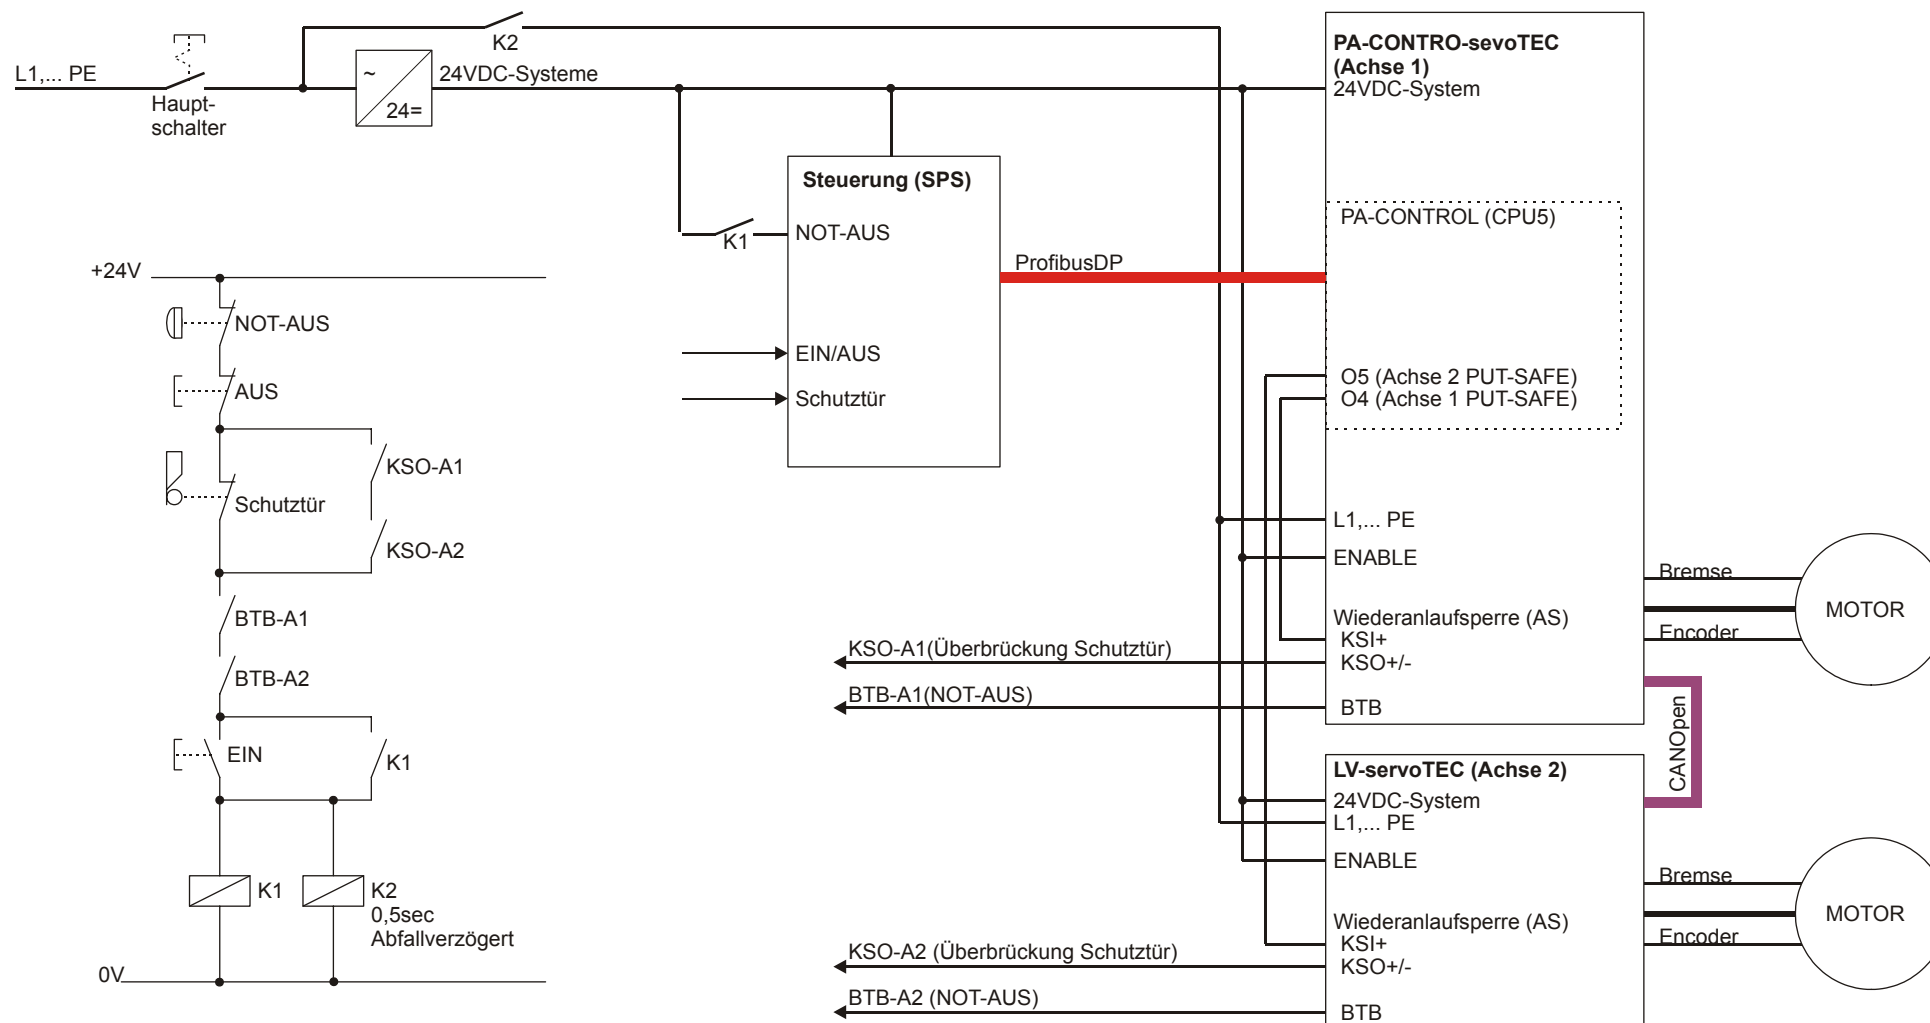 L1,... PE
Haupt-
schalter
~
24=
24VDC-Systeme
K2
PA-CONTRO-sevoTEC
(Achse 1)
24VDC-System
Steuerung (SPS)
K1
NOT-AUS
ProfibusDP
EIN/AUS
Schutztür
PA-CONTROL (CPU5)
O5 (Achse 2 PUT-SAFE)
O4 (Achse 1 PUT-SAFE)
L1,... PE
ENABLE
Wiederanlaufsperre (AS)
KSI+
KSO+/-
BTB
KSO-A1(Überbrückung Schutztür)
BTB-A1(NOT-AUS)
Bremse
Encoder
MOTOR
CANOpen
+24V
NOT-AUS
AUS
Schutztür
KSO-A1
KSO-A2
BTB-A1
BTB-A2
EIN
K1
K1
K2
0,5sec
Abfallverzögert
0V
LV-servoTEC (Achse 2)
24VDC-System
L1,... PE
ENABLE
Wiederanlaufsperre (AS)
KSI+
KSO+/-
BTB
KSO-A2 (Überbrückung Schutztür)
BTB-A2 (NOT-AUS)
Bremse
Encoder
MOTOR